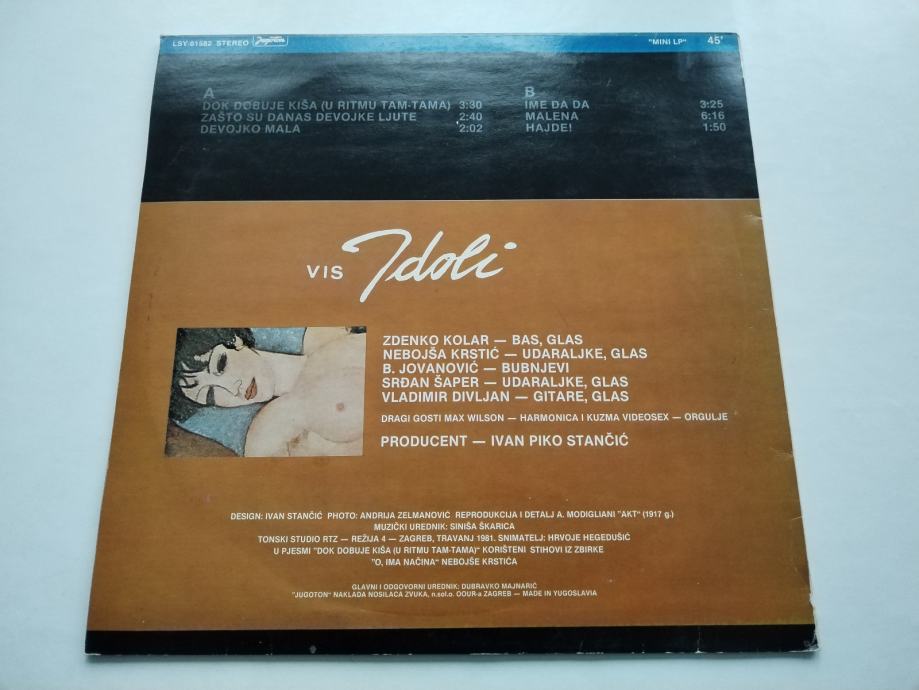 LSY-61582 STEREO Jugoton "MINI LP" 45'
A
DOK DOBUJE KIŠA (U RITMU TAM-TAMA) 3:30
ZAŠTO SU DANAS DEVOJKE LJUTE 2:40
DEVOJKO MALA 2:02
B
IME DA DA 3:25
MALENA 6:16
HAJDE! 1:50
VIS Idoli
ZDENKO KOLAR — BAS, GLAS
NEBOJŠA KRSTIĆ — UDARALJKE, GLAS
B. JOVANOVIĆ — BUBNJEVI
SRĐAN ŠAPER — UDARALJKE, GLAS
VLADIMIR DIVLJAN — GITARE, GLAS
DRAGI GOSTI MAX WILSON — HARMONICA I KUZMA VIDEOSEX — ORGULJE
PRODUCENT — IVAN PIKO STANČIĆ
DESIGN: IVAN STANČIĆ PHOTO: ANDRIJA ZELMANOVIĆ REPRODUKCIJA I DETALJ A. MODIGLIANI "AKT" (1917 g.)
MUZIČKI UREDNIK: SINIŠA ŠKARICA
TONSKI STUDIO RTZ — REŽIJA 4 — ZAGREB, TRAVANJ 1981. SNIMATELJ: HRVOJE HEGEDUŠIĆ
U PJESMI "DOK DOBUJE KIŠA (U RITMU TAM-TAMA)" KORIŠTENI STIHOVI IZ ZBIRKE
"O, IMA NAČINA" NEBOJŠE KRSTIĆA
GLAVNI I ODGOVORNI UREDNIK: DUBRAVKO MAJNARIĆ
"JUGOTON" NAKLADA NOSILACA ZVUKA, n.sol.o. OOUR-a ZAGREB — MADE IN YUGOSLAVIA